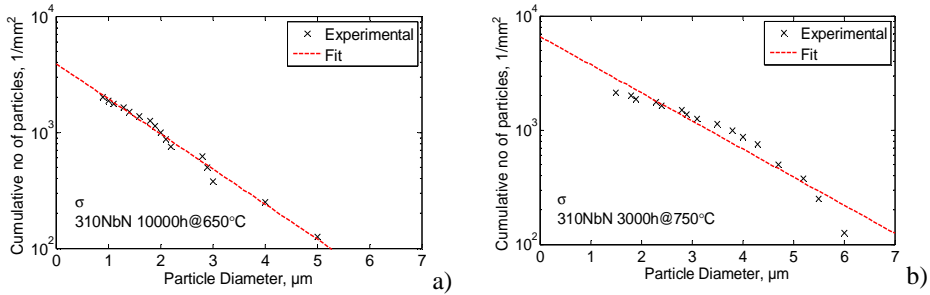 10^4
10^3
10^2
Cumulative no of particles, 1/mm^2
Experimental
Fit
σ
310NbN 10000h@650°C
0 1 2 3 4 5 6 7
Particle Diameter, µm
a)
10^4
10^3
10^2
Cumulative no of particles, 1/mm^2
Experimental
Fit
σ
310NbN 3000h@750°C
0 1 2 3 4 5 6 7
Particle Diameter, µm
b)